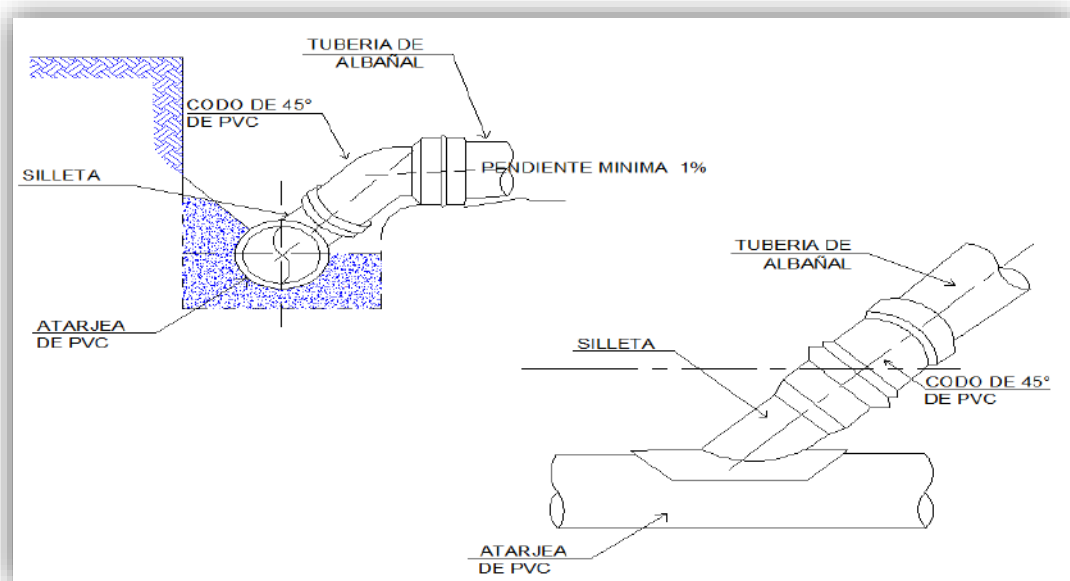 TUBERIA DE
ALBAÑAL
CODO DE 45°
DE PVC
SILLETA
PENDIENTE MINIMA 1%
ATARJEA
DE PVC
TUBERIA DE
ALBAÑAL
SILLETA
CODO DE 45°
DE PVC
ATARJEA
DE PVC